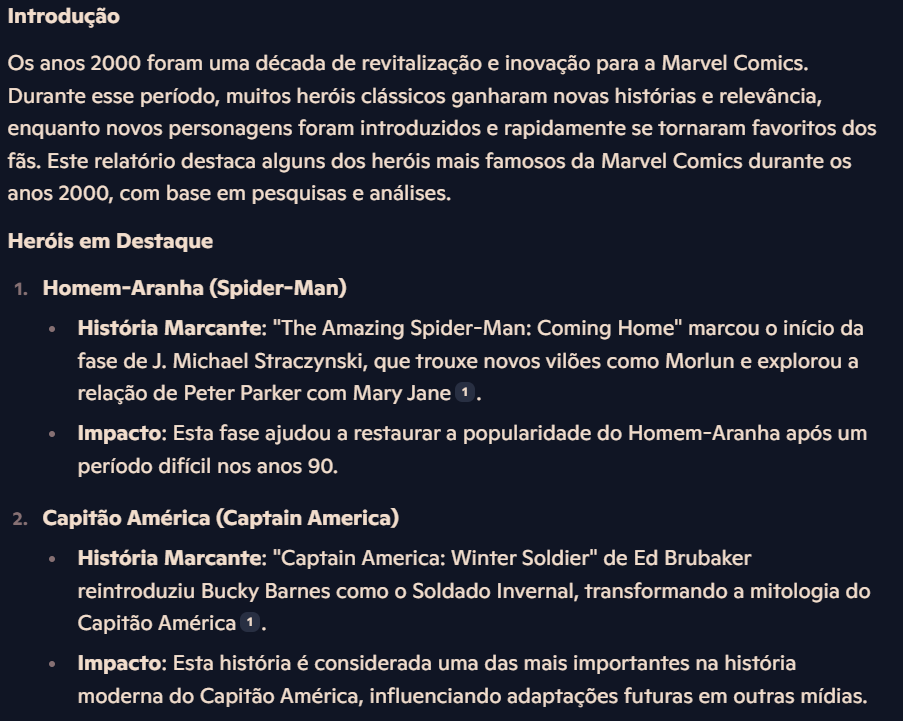 Introdução
Os anos 2000 foram uma década de revitalização e inovação para a Marvel Comics.
Durante esse período, muitos heróis clássicos ganharam novas histórias e relevância,
enquanto novos personagens foram introduzidos e rapidamente se tornaram favoritos dos
fãs. Este relatório destaca alguns dos heróis mais famosos da Marvel Comics durante os
anos 2000, com base em pesquisas e análises.
Heróis em Destaque
1. Homem-Aranha (Spider-Man)
• História Marcante: "The Amazing Spider-Man: Coming Home" marcou o início da
fase de J. Michael Straczynski, que trouxe novos vilões como Morlun e explorou a
relação de Peter Parker com Mary Jane 1.
• Impacto: Esta fase ajudou a restaurar a popularidade do Homem-Aranha após um
período difícil nos anos 90.
2. Capitão América (Captain America)
• História Marcante: "Captain America: Winter Soldier" de Ed Brubaker
reintroduziu Bucky Barnes como o Soldado Invernal, transformando a mitologia do
Capitão América 1.
• Impacto: Esta história é considerada uma das mais importantes na história
moderna do Capitão América, influenciando adaptações futuras em outras mídias.